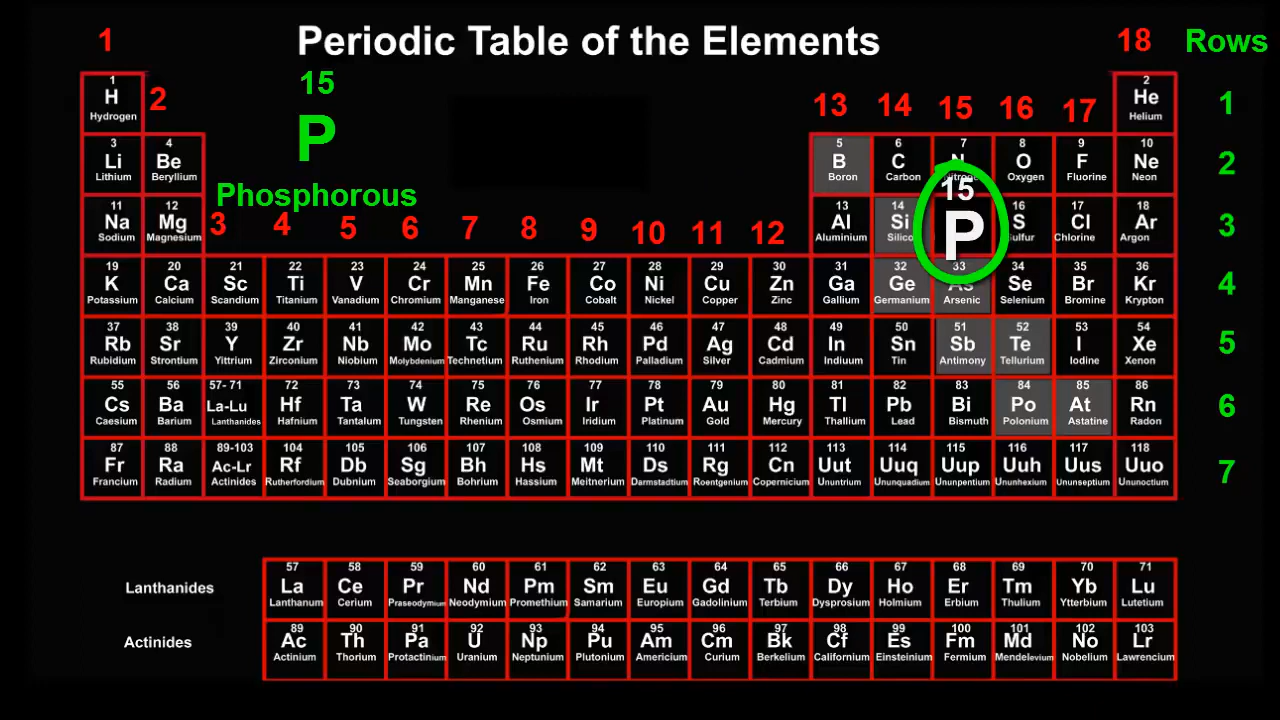 1 Periodic Table of the Elements 18 Rows
15
P
Phosphorous
2 13 14 15 16 17
3 4 5 6 7 8 9 10 11 12
1 2 1
H He
Hydrogen Helium
3 4 5 6 7 8 9 10 2
Li Be B C N O F Ne
Lithium Beryllium Boron Carbon Oxygen Fluorine Neon
11 12 13 14 15 16 17 18 3
Na Mg Al Si P S Cl Ar
Sodium Magnesium Aluminium Chlorine Argon
19 20 21 22 23 24 25 26 27 28 29 30 31 32 33 34 35 36 4
K Ca Sc Ti V Cr Mn Fe Co Ni Cu Zn Ga Ge As Se Br Kr
Potassium Calcium Scandium Titanium Vanadium Chromium Manganese Iron Cobalt Nickel Copper Zinc Gallium Germanium Arsenic Selenium Bromine Krypton
37 38 39 40 41 42 43 44 45 46 47 48 49 50 51 52 53 54 5
Rb Sr Y Zr Nb Mo Tc Ru Rh Pd Ag Cd In Sn Sb Te I Xe
Rubidium Strontium Yittrium Zirconium Niobium Molybdenium Technetium Ruthenium Rhodium Palladium Silver Cadmium Indiuum Tin Antimony Tellurium Iodine Xenon
55 56 57- 71 72 73 74 75 76 77 78 79 80 81 82 83 84 85 86 6
Cs Ba La-Lu Hf Ta W Re Os Ir Pt Au Hg Tl Pb Bi Po At Rn
Caesium Barium Lanthanides Hafnium Tantalum Tungsten Rhenium Osmium Iridium Platinum Gold Mercury Thallium Lead Bismuth Polonium Astatine Radon
87 88 89-103 104 105 106 107 108 109 110 111 112 113 114 115 116 117 118 7
Fr Ra Ac-Lr Rf Db Sg Bh Hs Mt Ds Rg Cn Uut Uuq Uup Uuh Uus Uuo
Francium Radium Actinides Rutherfordium Dubnium Seaborgium Bohrium Hassium Meitnerium Darmstadtium Roentgenium Copernicium Ununtrium Ununquadium Ununpentium Ununhexium Ununseptium Ununoctium
57 58 59 60 61 62 63 64 65 66 67 68 69 70 71
Lanthanides La Ce Pr Nd Pm Sm Eu Gd Tb Dy Ho Er Tm Yb Lu
Lanthanum Cerium Praseodymium Neodymium Promethium Samarium Europium Gadolinium Terbium Dysprosium Holmium Erbium Thulium Ytterbium Lutetium
89 90 91 92 93 94 95 96 97 98 99 100 101 102 103
Actinides Ac Th Pa U Np Pu Am Cm Bk Cf Es Fm Md No Lr
Actinium Thorium Protactinium Uranium Neptunium Plutonium Americium Curium Berkelium Californium Einsteinium Fermium Mendelevium Nobelium Lawrencium